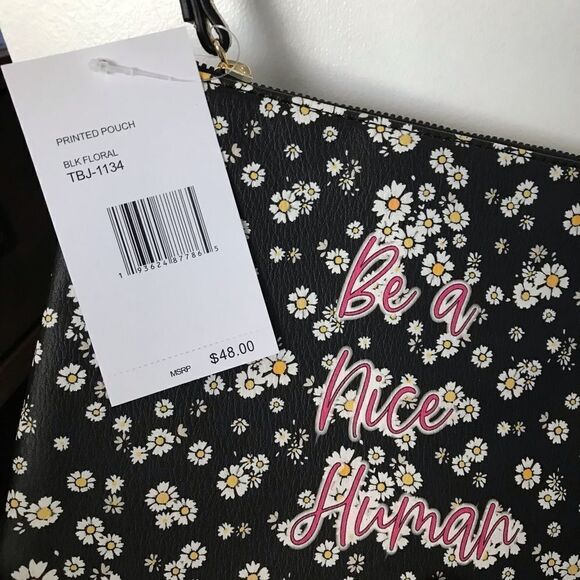 PRINTED POUCH
BLK FLORAL
TBJ-1134
1 93624 87786 5
MSRP $48.00
Be a
Nice
Human